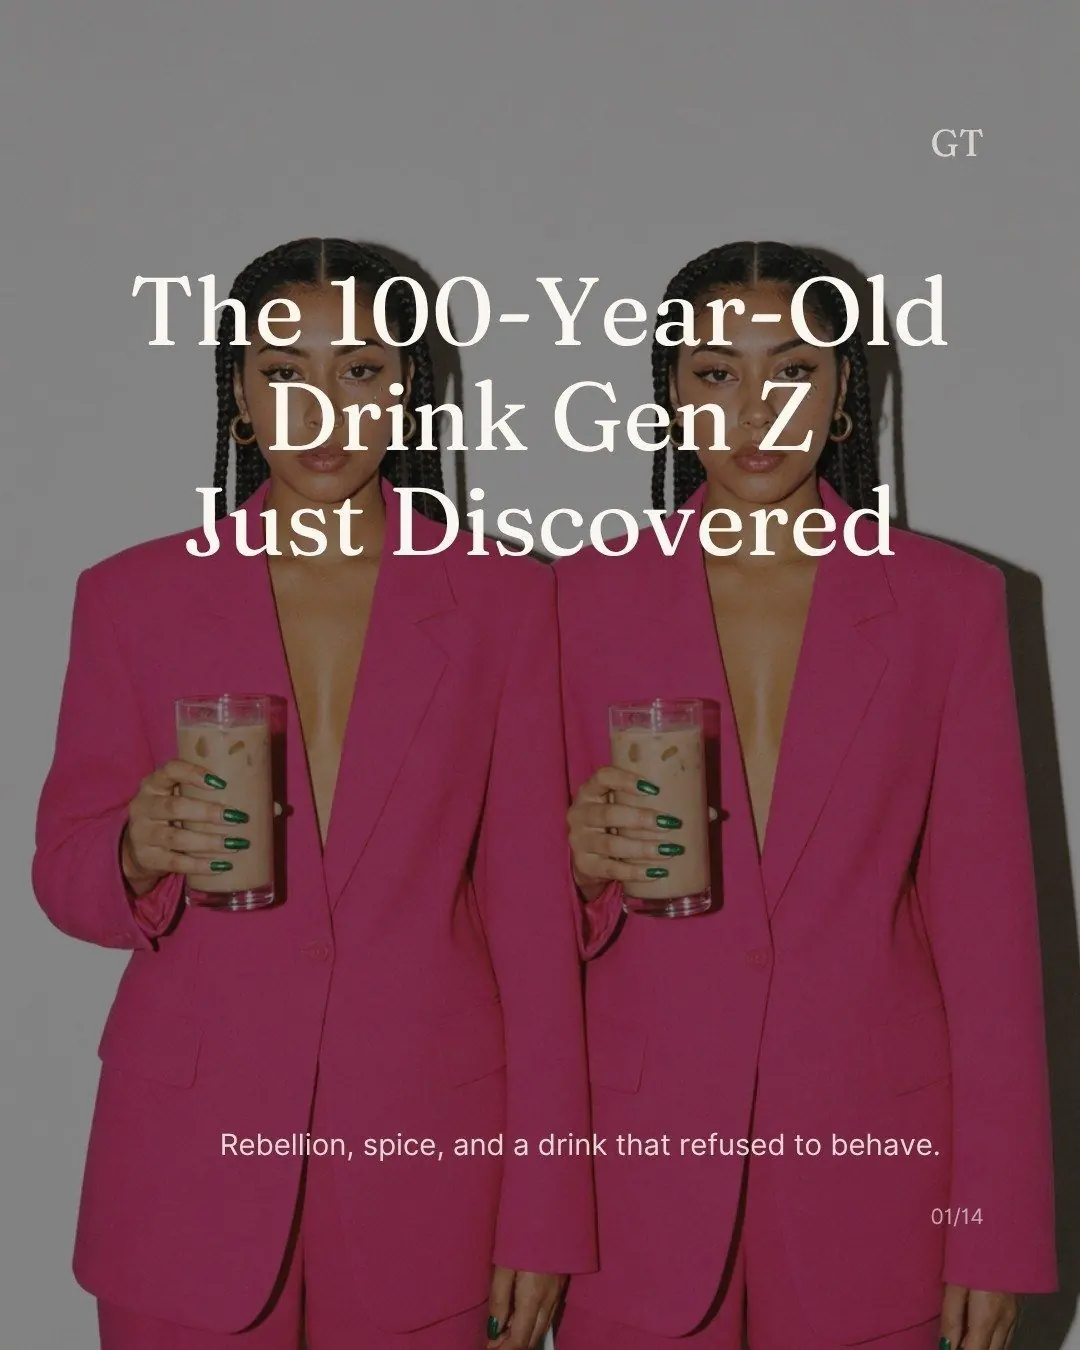 GT
The 100-Year-Old
Drink Gen Z
Just Discovered
Rebellion, spice, and a drink that refused to behave.
01/14